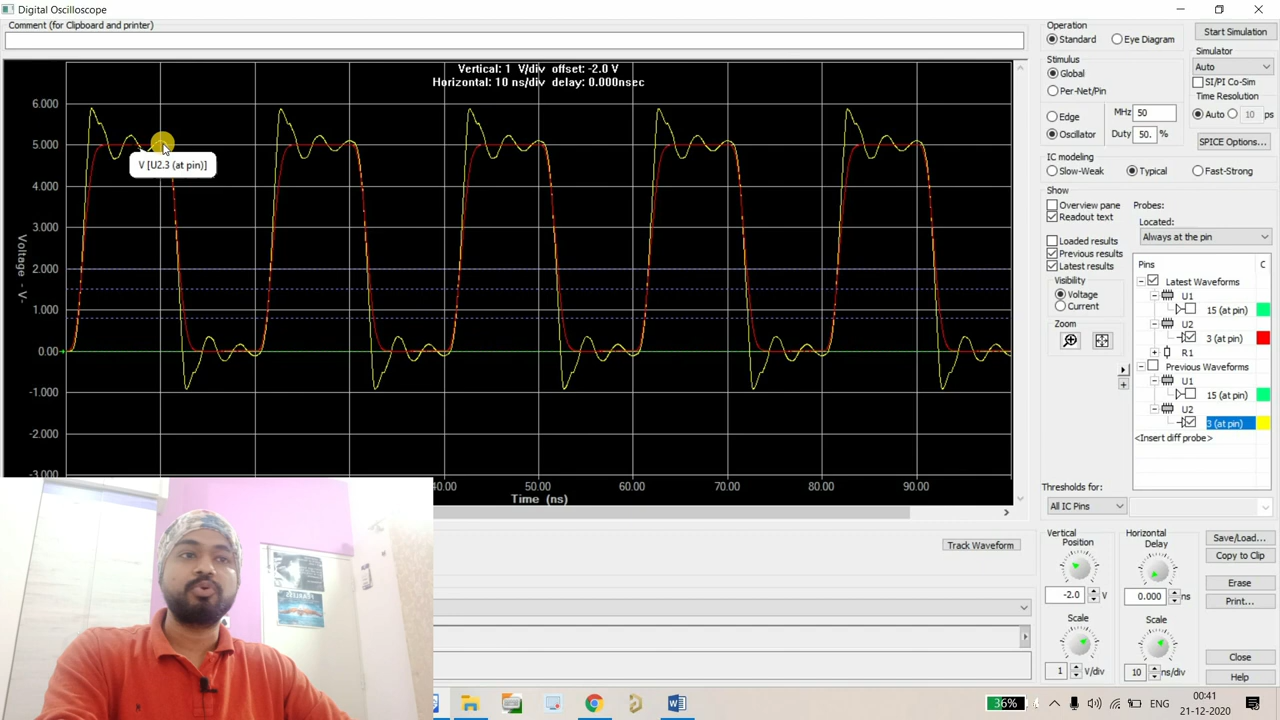 Digital Oscilloscope
Comment (for Clipboard and printer)
Vertical: 1 V/div offset: -2.0 V
Horizontal: 10 ns/div delay: 0.000nsec
6.000
5.000
4.000
3.000
2.000
1.000
0.00
-1.000
-2.000
-3.000
Voltage - V-
V [U2.3 (at pin)]
40.00
50.00
60.00
70.00
80.00
90.00
Time (ns)
Track Waveform
Operation
Standard
Eye Diagram
Start Simulation
Simulator
Auto
SI/PI Co-Sim
Time Resolution
Auto
10
ps
SPICE Options...
Stimulus
Global
Per-Net/Pin
Edge
Oscillator
MHz
50
Duty
50.
%
IC modeling
Slow-Weak
Typical
Fast-Strong
Show
Overview pane
Readout text
Loaded results
Previous results
Latest results
Visibility
Voltage
Current
Zoom
Probes:
Located:
Always at the pin
Pins
C
Latest Waveforms
U1
15 (at pin)
U2
3 (at pin)
R1
Previous Waveforms
U1
15 (at pin)
U2
3 (at pin)
<Insert diff probe>
Thresholds for:
All IC Pins
Vertical
Position
-2.0
V
Scale
1
V/div
Horizontal
Delay
0.000
ns
Scale
10
ns/div
Save/Load...
Copy to Clip
Erase
Print...
Close
Help
FEARLESS
36%
ENG
00:41
21-12-2020